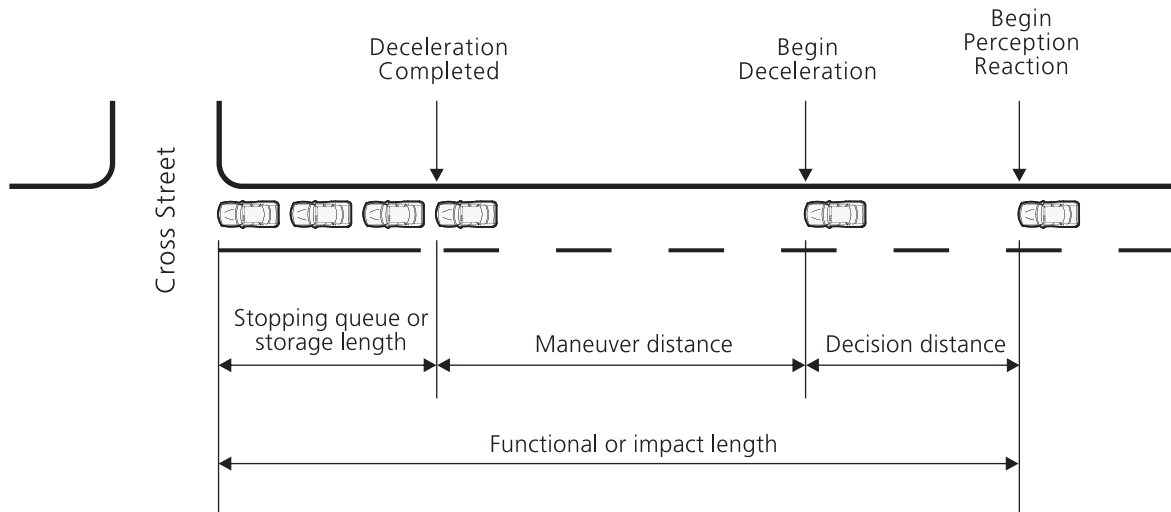 Deceleration
Completed
Begin
Deceleration
Begin
Perception
Reaction
Cross Street
Stopping queue or
storage length
Maneuver distance
Decision distance
Functional or impact length